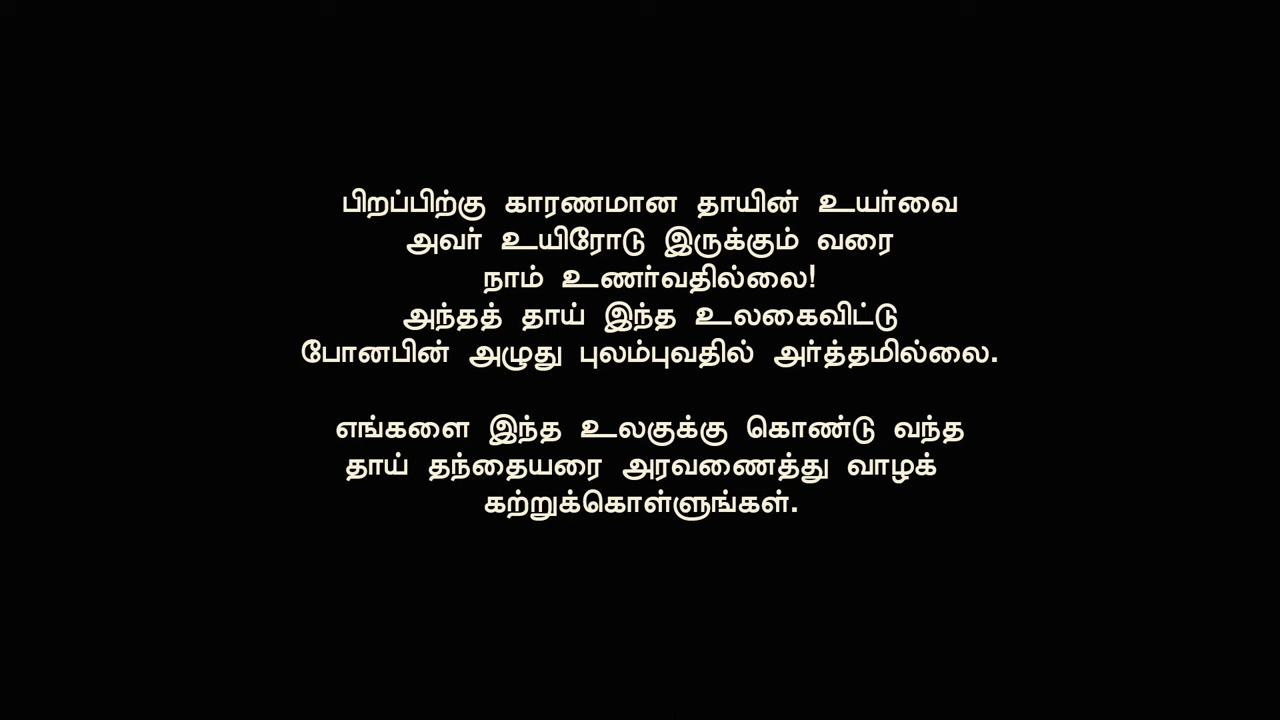 பிறப்பிற்கு காரணமான தாயின் உயர்வை
அவர் உயிரோடு இருக்கும் வரை
நாம் உணர்வதில்லை!
அந்தத் தாய் இந்த உலகைவிட்டு
போனபின் அழுது புலம்புவதில் அர்த்தமில்லை.
எங்களை இந்த உலகுக்கு கொண்டு வந்த
தாய் தந்தையரை அரவணைத்து வாழக்
கற்றுக்கொள்ளுங்கள்.